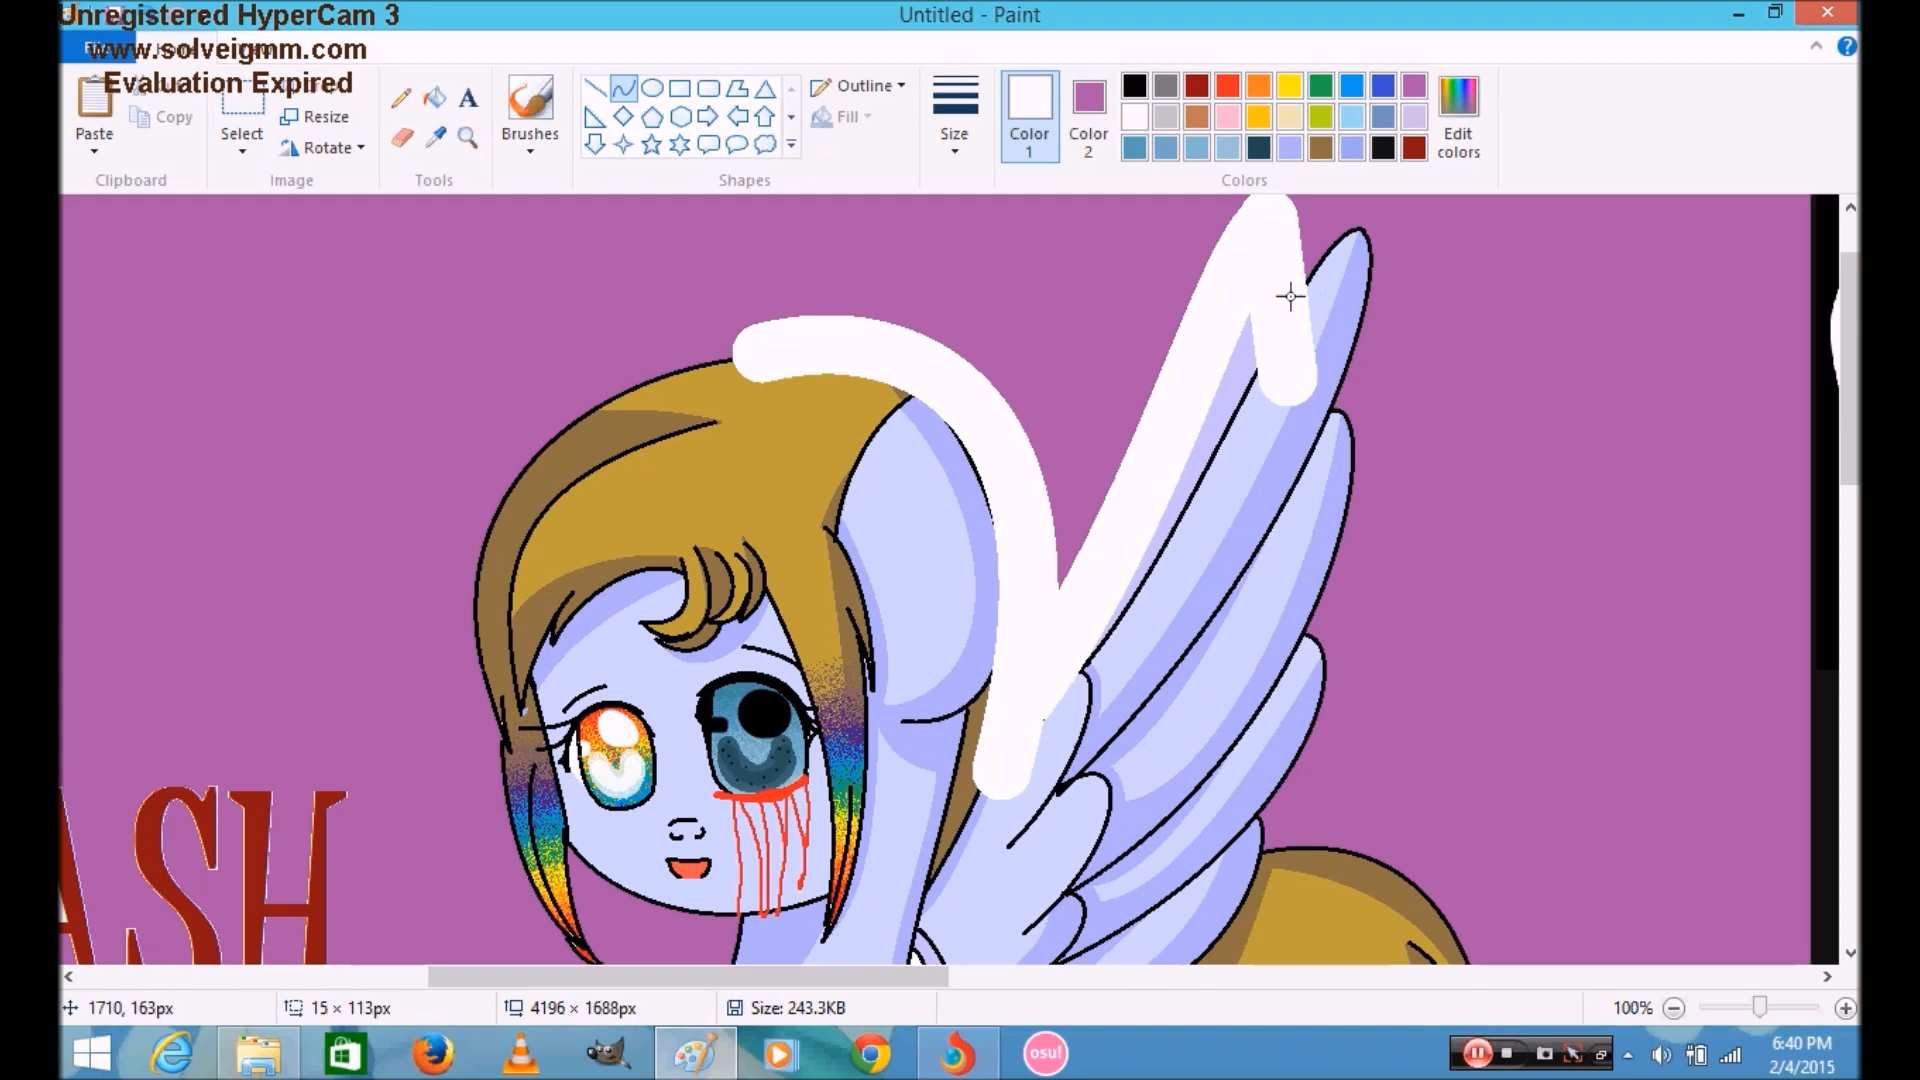 Unregistered HyperCam 3
www.solveigmm.com
Evaluation Expired
Untitled - Paint
Paste
Copy
Clipboard
Select
Resize
Rotate
Image
Tools
Brushes
Shapes
Outline
Fill
Size
Color 1
Color 2
Edit colors
Colors
ASH
1710, 163px
15 × 113px
4196 × 1688px
Size: 243.3KB
100%
osu!
6:40 PM
2/4/2015